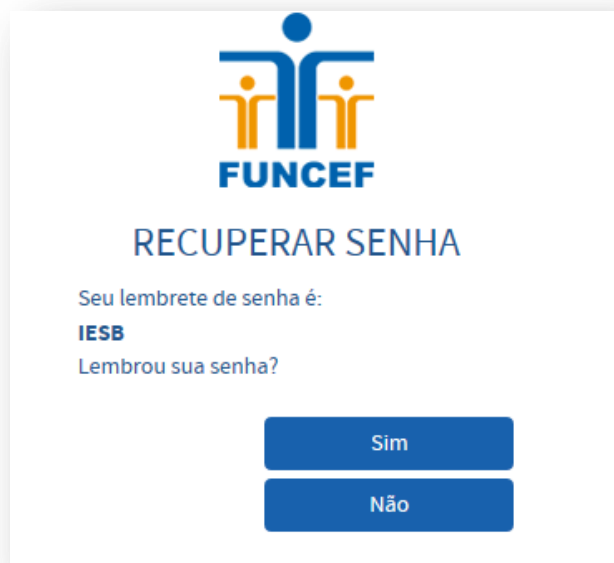 FUNCEF
RECUPERAR SENHA
Seu lembrete de senha é:
IESB
Lembrou sua senha?
Sim
Não